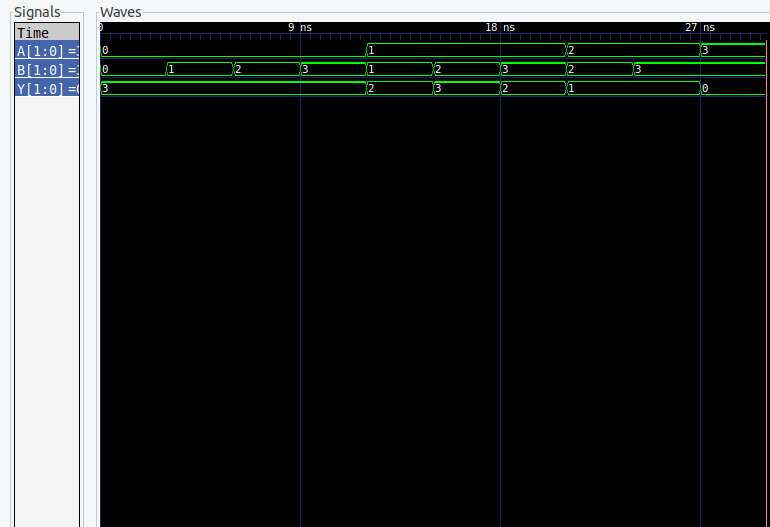 Signals
Waves
Time
0 9 ns 18 ns 27 ns
A[1:0] =3 0 1 2 3
B[1:0] =3 0 1 2 3 1 2 3 2 3
Y[1:0] =0 3 2 3 2 1 0